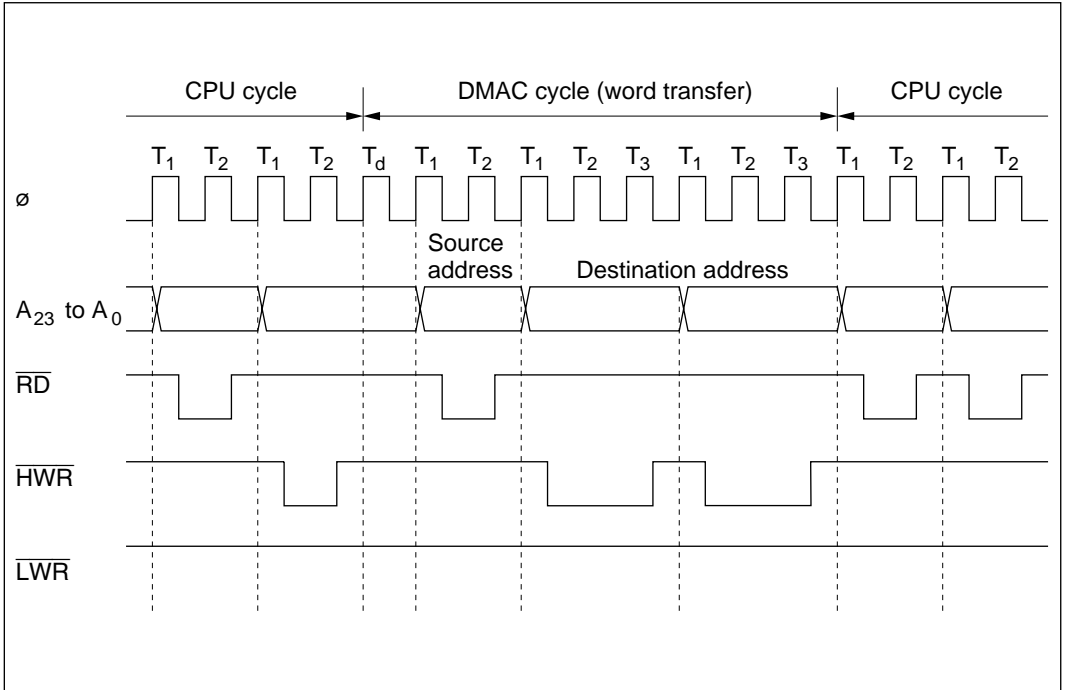 CPU cycle DMAC cycle (word transfer) CPU cycle
T1 T2 T1 T2 Td T1 T2 T1 T2 T3 T1 T2 T3 T1 T2 T1 T2
ø
Source
address Destination address
A23 to A0
RD
HWR
LWR